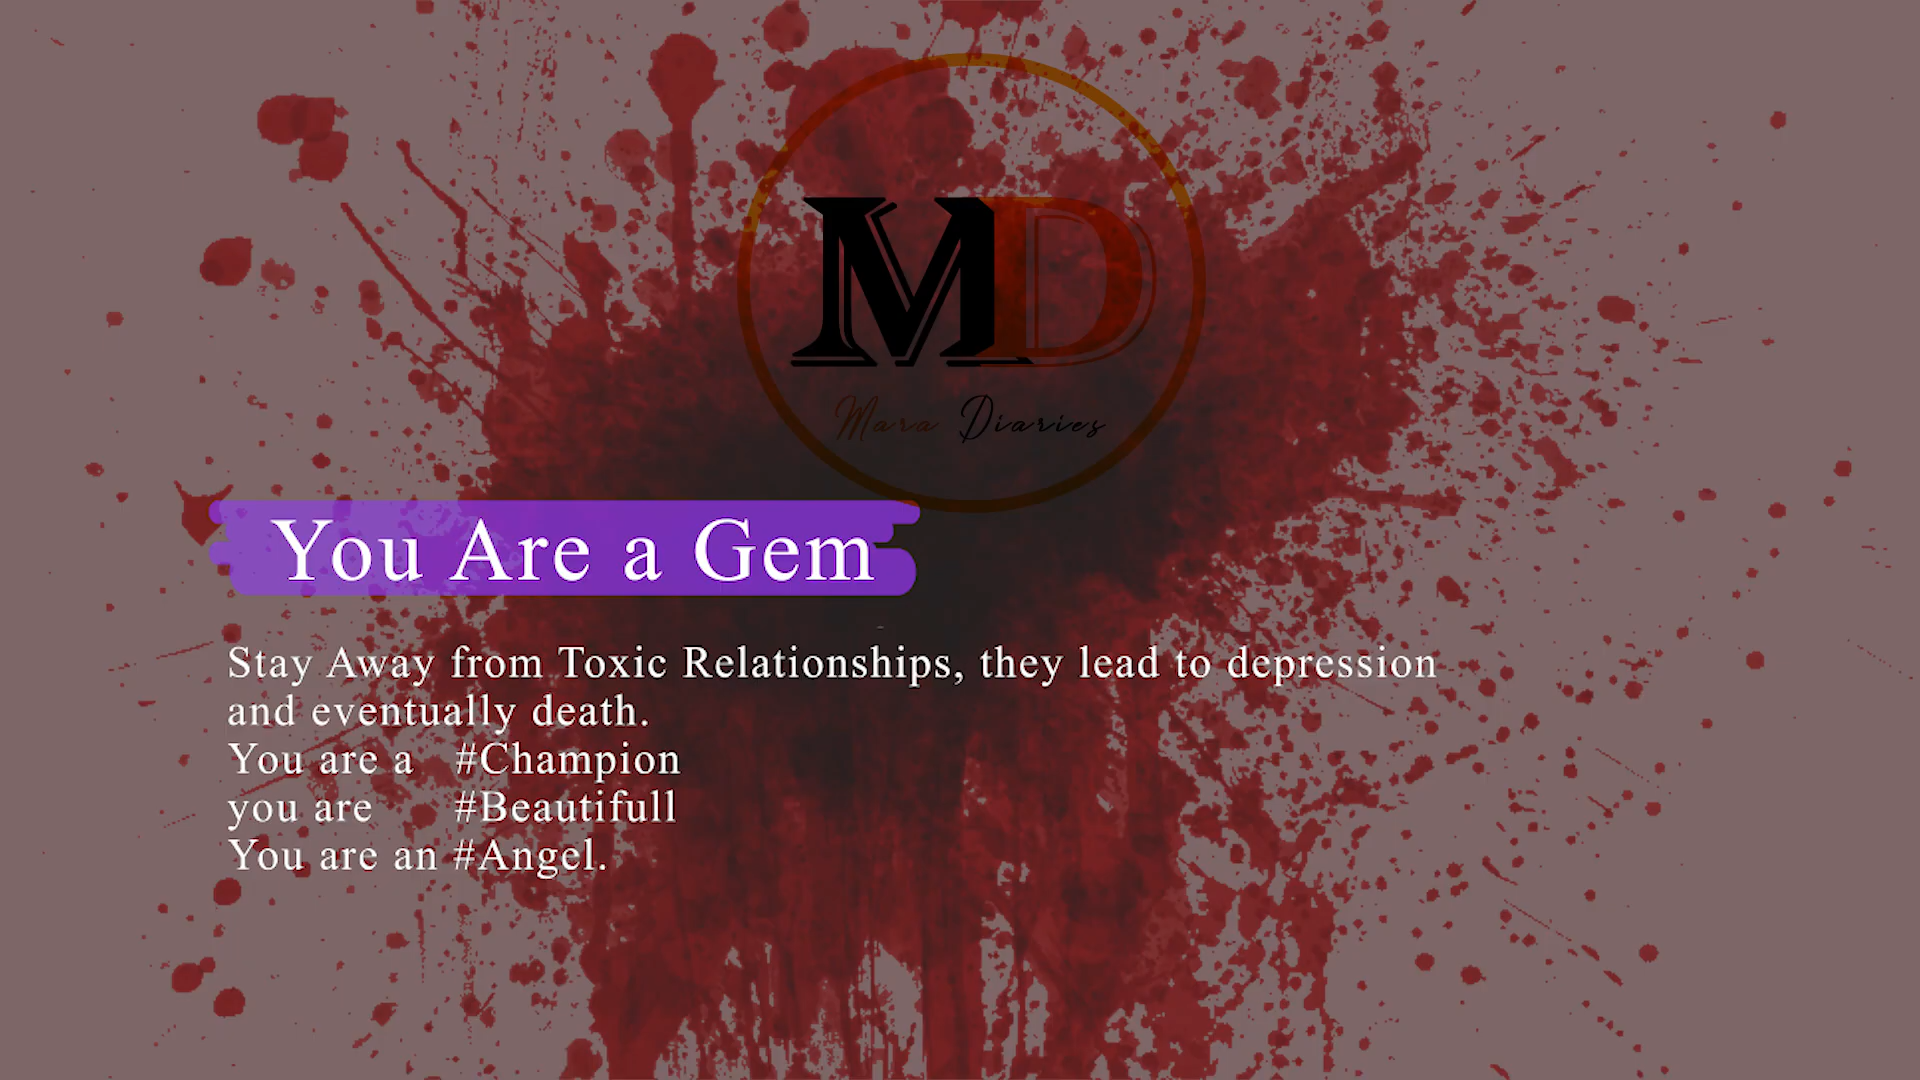 MD
Mara Diaries
You Are a Gem
Stay Away from Toxic Relationships, they lead to depression
and eventually death.
You are a #Champion
you are #Beautifull
You are an #Angel.